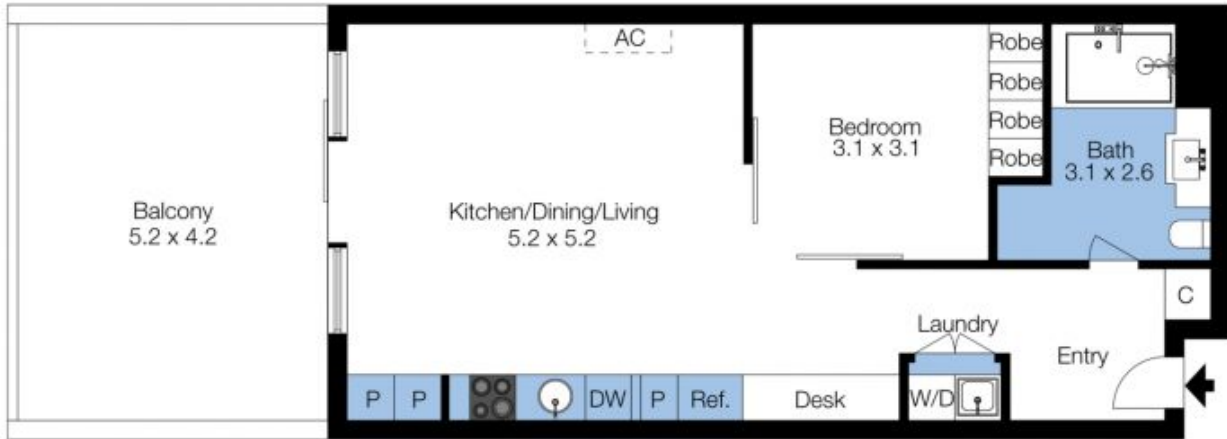 AC
Robe
Robe
Robe
Robe
Bedroom
3.1 x 3.1
Bath
3.1 x 2.6
Balcony
5.2 x 4.2
Kitchen/Dining/Living
5.2 x 5.2
C
Laundry
Entry
P
P
DW
P
Ref.
Desk
W/D